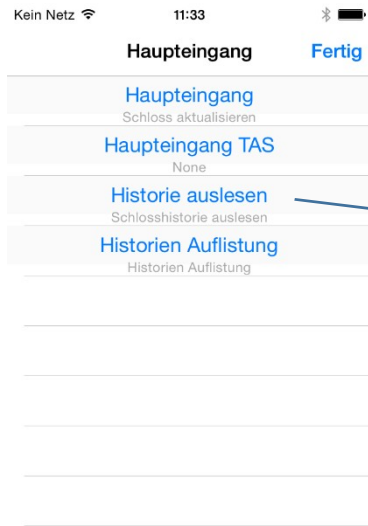 Kein Netz 11:33
Haupteingang Fertig
Haupteingang
Schloss aktualisieren
Haupteingang TAS
None
Historie auslesen
Schlosshistorie auslesen
Historien Auflistung
Historien Auflistung